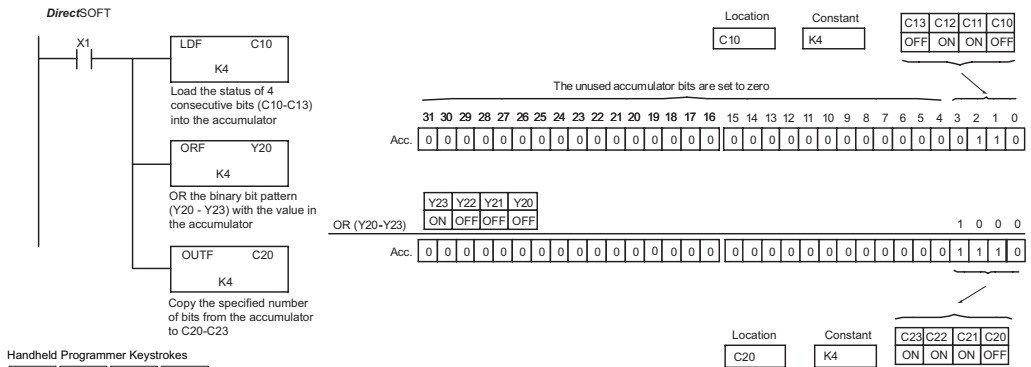 DirectSOFT
X1
LDF C10
K4
Load the status of 4
consecutive bits (C10-C13)
into the accumulator
ORF Y20
K4
OR the binary bit pattern
(Y20 - Y23) with the value in
the accumulator
OUTF C20
K4
Copy the specified number
of bits from the accumulator
to C20-C23
Handheld Programmer Keystrokes
Location Constant
C10 K4
C13 C12 C11 C10
OFF ON ON OFF
The unused accumulator bits are set to zero
31 30 29 28 27 26 25 24 23 22 21 20 19 18 17 16 15 14 13 12 11 10 9 8 7 6 5 4 3 2 1 0
Acc. 0 0 0 0 0 0 0 0 0 0 0 0 0 0 0 0 0 0 0 0 0 0 0 0 0 0 0 0 0 1 1 0
Y23 Y22 Y21 Y20
ON OFF OFF OFF
OR (Y20-Y23) 1 0 0 0
Acc. 0 0 0 0 0 0 0 0 0 0 0 0 0 0 0 0 0 0 0 0 0 0 0 0 0 0 0 0 1 1 1 0
Location Constant
C20 K4
C23 C22 C21 C20
ON ON ON OFF